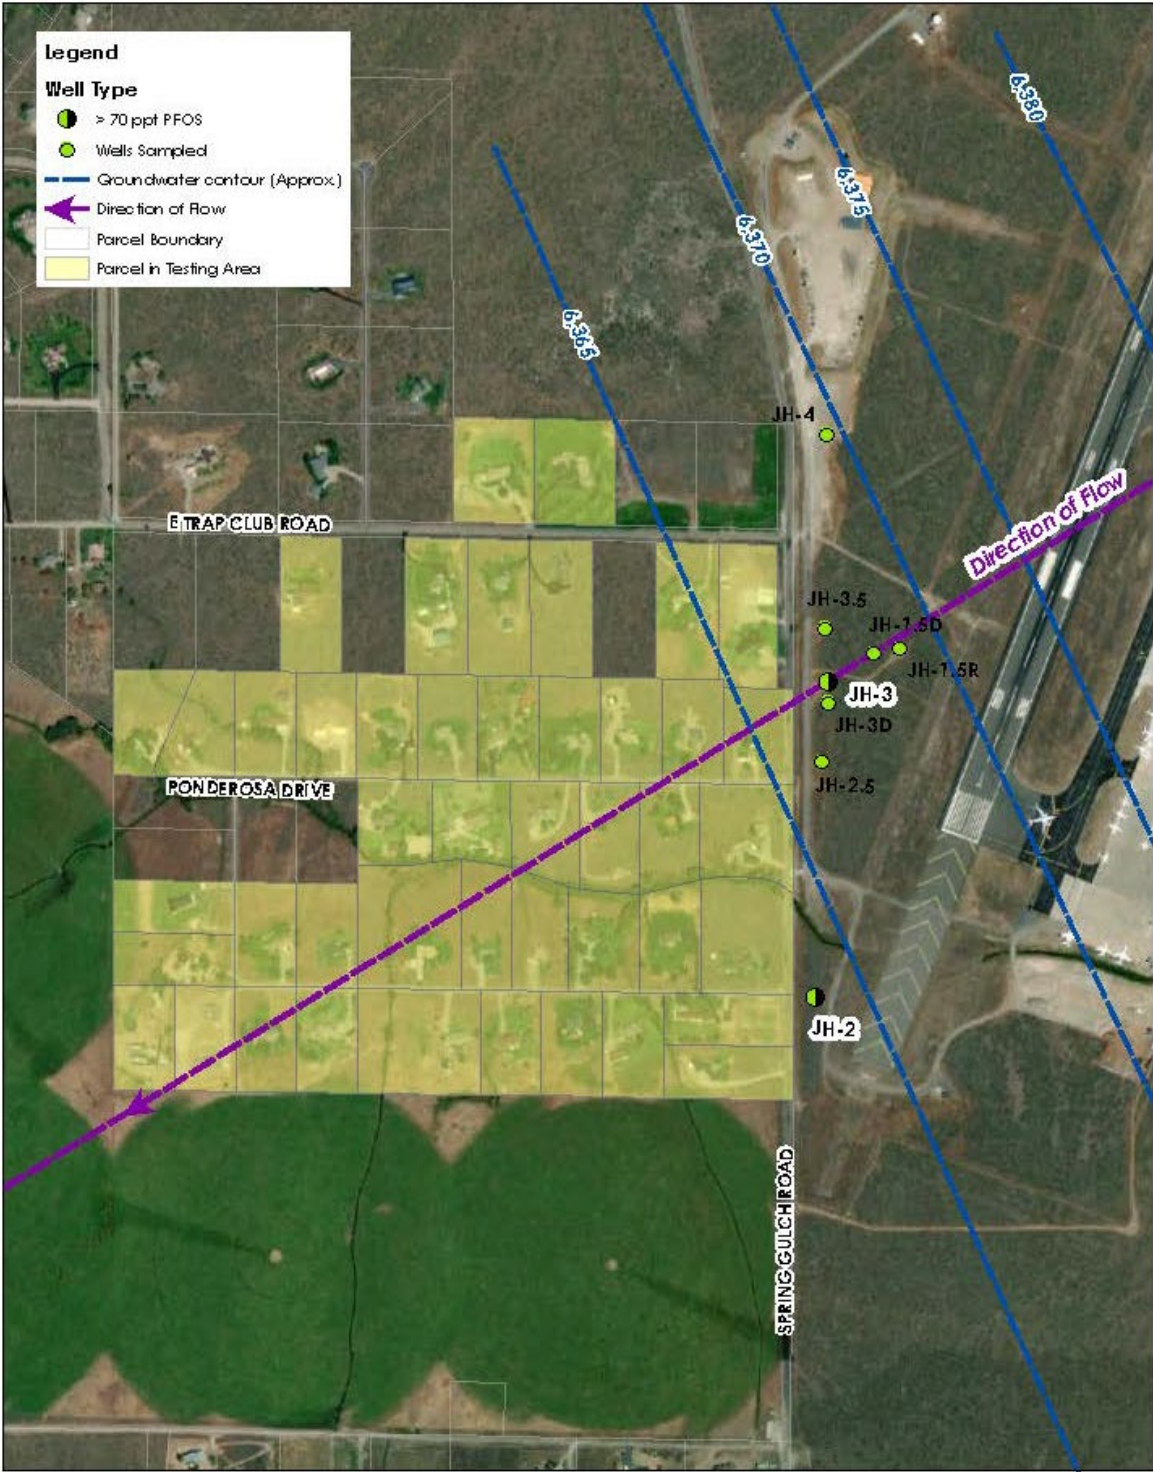 Legend
Well Type
> 70 ppt PFOS
Wells Sampled
Groundwater contour (Approx.)
Direction of Flow
Parcel Boundary
Parcel in Testing Area
6,380
6,375
6,370
6,365
JH-4
Direction of Flow
E TRAP CLUB ROAD
JH-3.5
JH-1.5D
JH-1.5R
JH-3
JH-3D
JH-2.5
PONDEROSA DRIVE
JH-2
SPRING GULCH ROAD